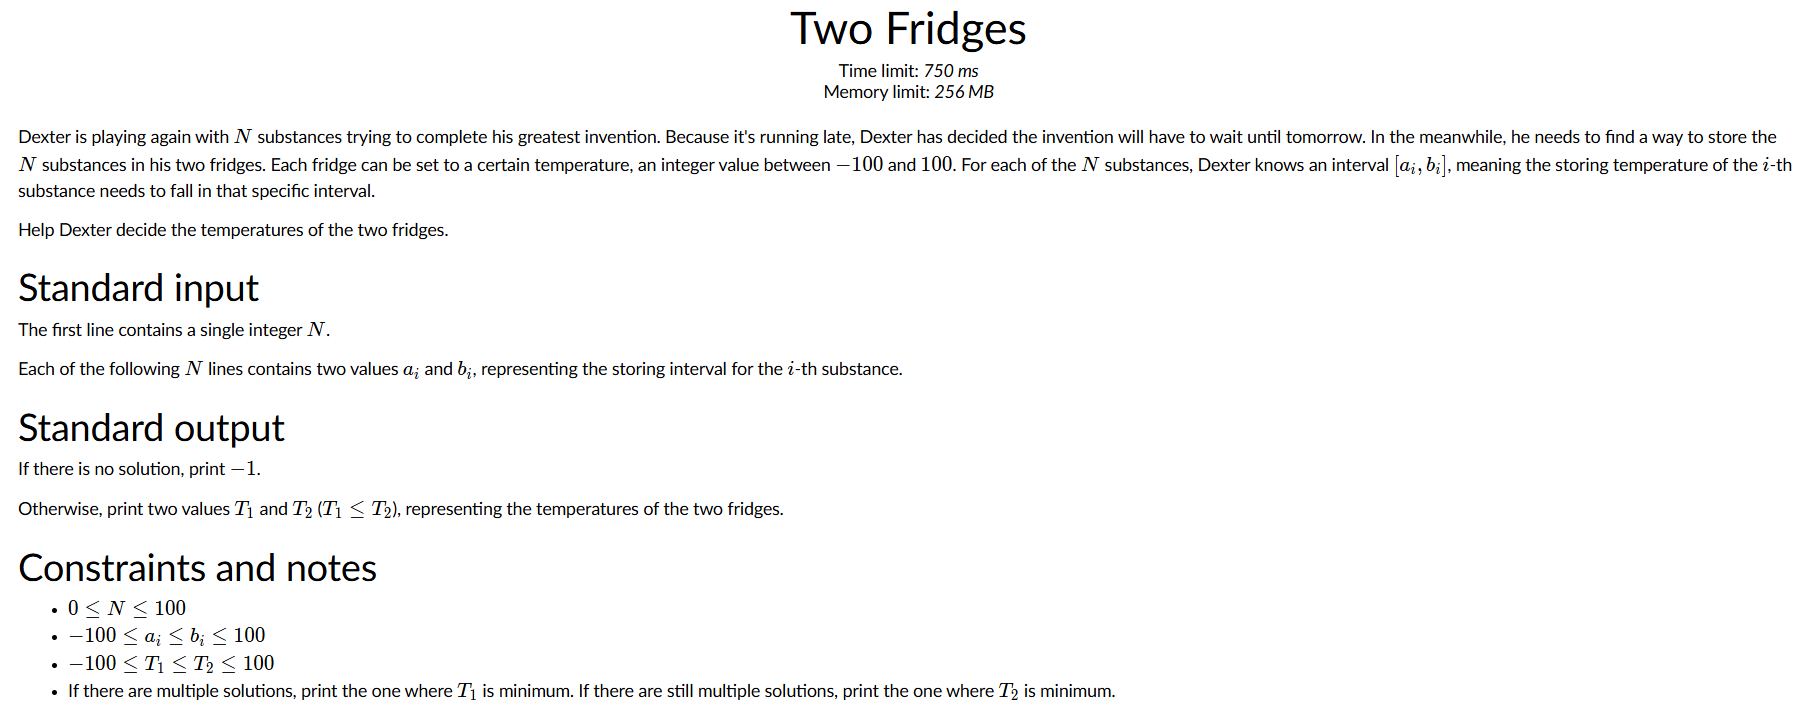 Two Fridges
Time limit: 750 ms
Memory limit: 256 MB
Dexter is playing again with N substances trying to complete his greatest invention. Because it's running late, Dexter has decided the invention will have to wait until tomorrow. In the meanwhile, he needs to find a way to store the
N substances in his two fridges. Each fridge can be set to a certain temperature, an integer value between −100 and 100. For each of the N substances, Dexter knows an interval [a_i, b_i], meaning the storing temperature of the i-th
substance needs to fall in that specific interval.
Help Dexter decide the temperatures of the two fridges.
Standard input
The first line contains a single integer N.
Each of the following N lines contains two values a_i and b_i, representing the storing interval for the i-th substance.
Standard output
If there is no solution, print −1.
Otherwise, print two values T_1 and T_2 (T_1 ≤ T_2), representing the temperatures of the two fridges.
Constraints and notes
• 0 ≤ N ≤ 100
• −100 ≤ a_i ≤ b_i ≤ 100
• −100 ≤ T_1 ≤ T_2 ≤ 100
• If there are multiple solutions, print the one where T_1 is minimum. If there are still multiple solutions, print the one where T_2 is minimum.